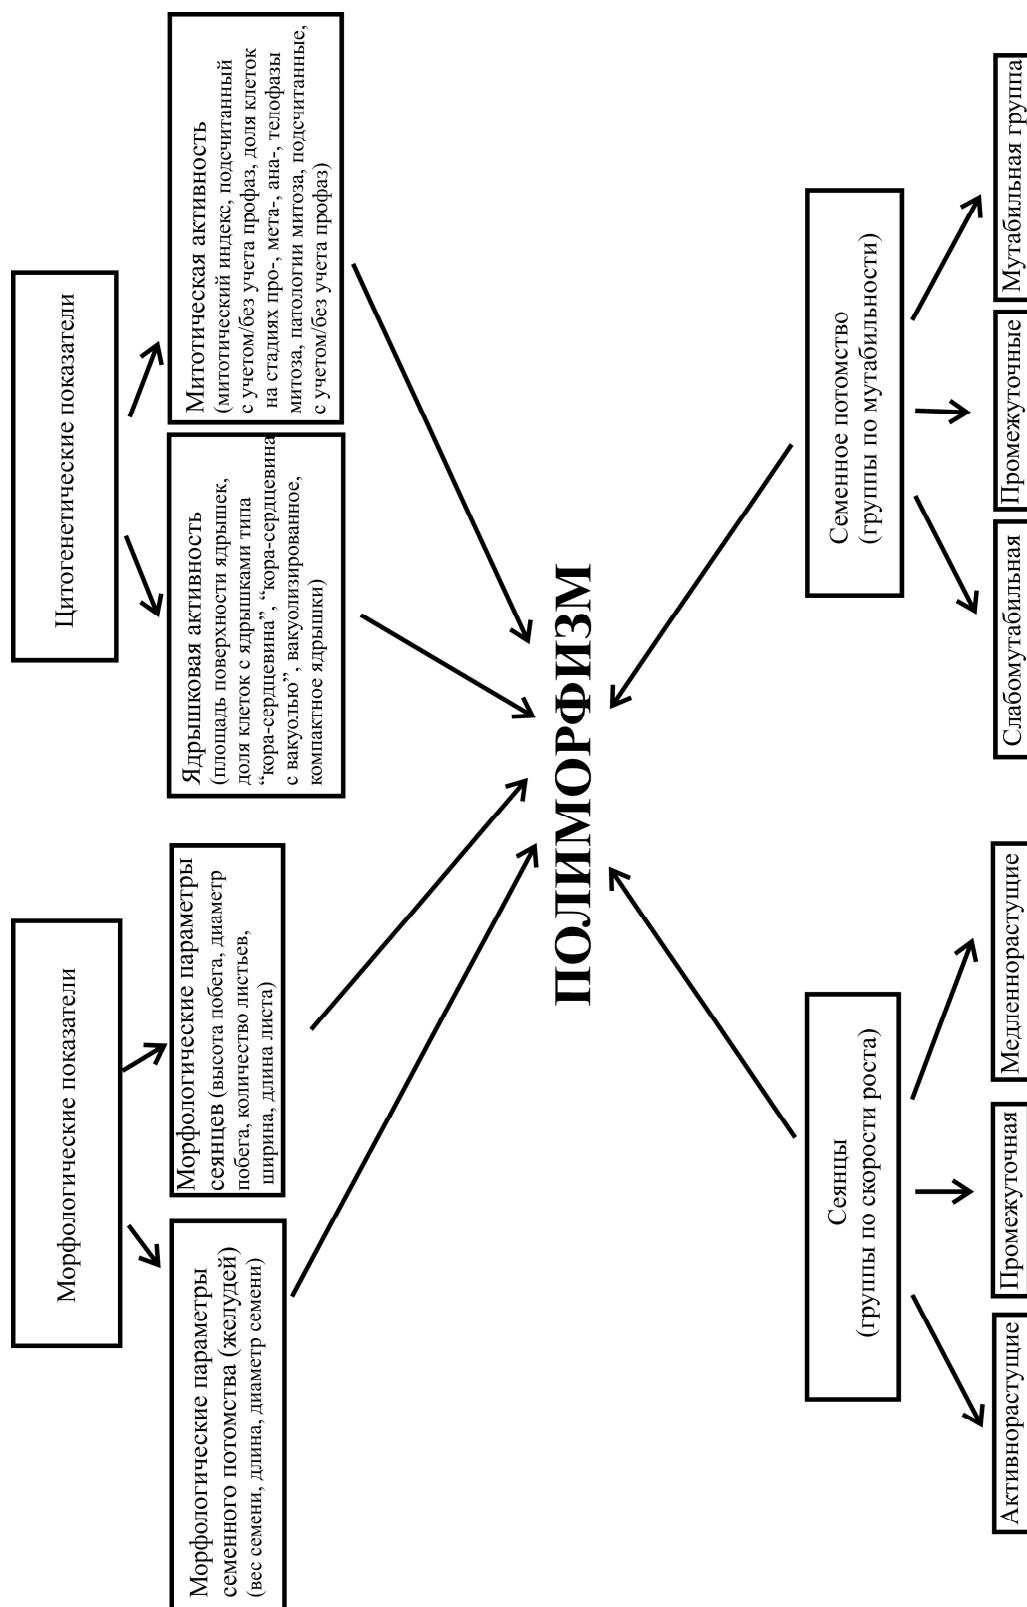 Морфологические показатели
Цитогенетические показатели
Морфологические параметры
семенного потомства (желудей)
(вес семени, длина, диаметр семени)
Морфологические параметры
сеянцев (высота побега, диаметр
побега, количество листьев,
ширина, длина листа)
Ядрышковая активность
(площадь поверхности ядрышек,
доля клеток с ядрышками типа
“кора-сердцевина”, “кора-сердцевина
с вакуолью”, вакуолизированное,
компактное ядрышки)
Митотическая активность
(митотический индекс, подсчитанный
с учетом/без учета профаз, доля клеток
на стадиях про-, мета-, ана-, телофазы
митоза, патологии митоза, подсчитанные,
с учетом/без учета профаз)
ПОЛИМОРФИЗМ
Сеянцы
(группы по скорости роста)
Семенное потомство
(группы по мутабильности)
Активнорастущие
Промежуточная
Медленнорастущие
Слабомутабильная
Промежуточные
Мутабильная группа